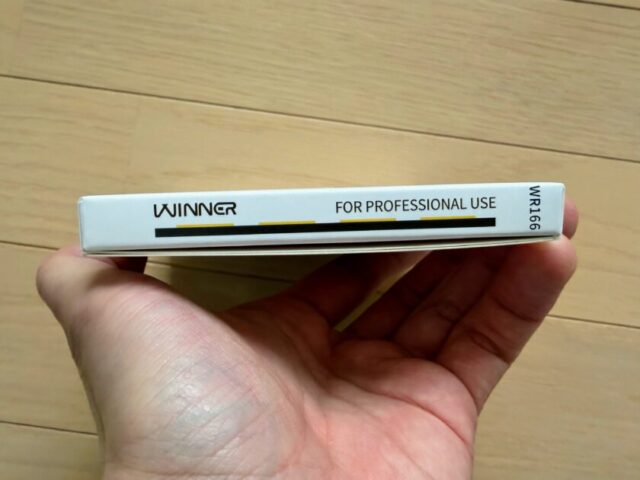 WINNER
FOR PROFESSIONAL USE
WR166